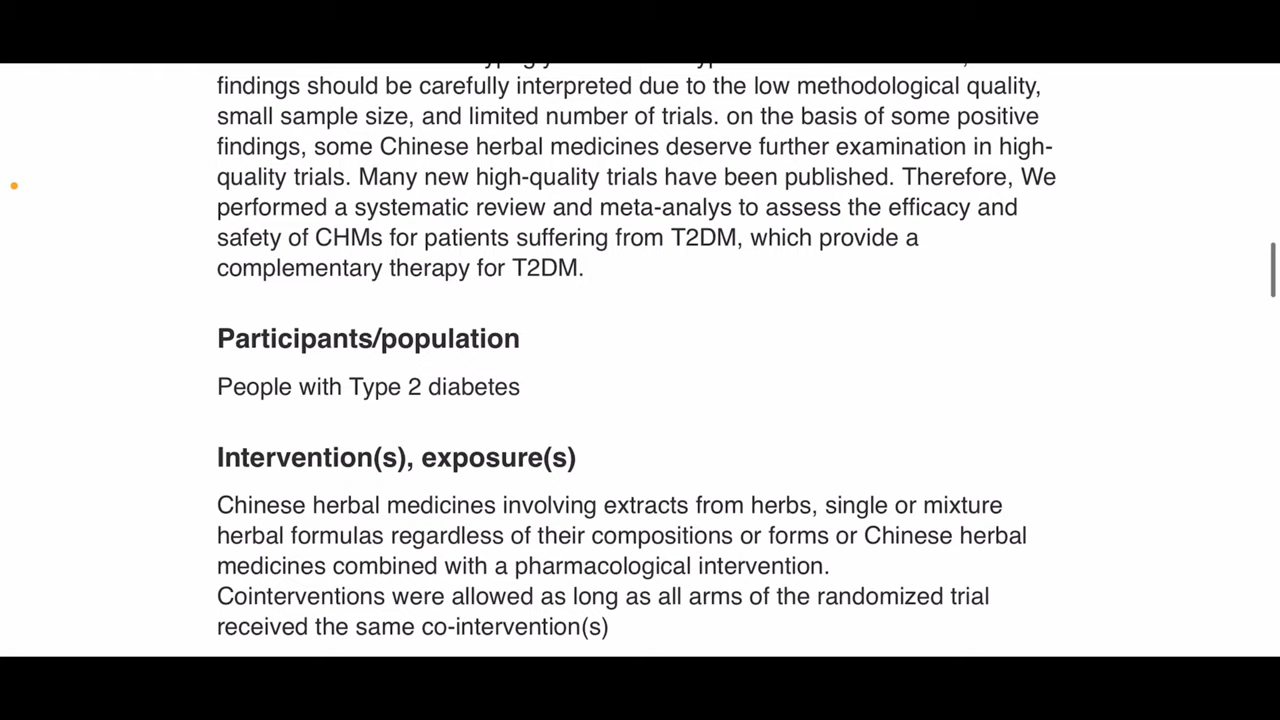 findings should be carefully interpreted due to the low methodological quality,
small sample size, and limited number of trials. on the basis of some positive
findings, some Chinese herbal medicines deserve further examination in high-
quality trials. Many new high-quality trials have been published. Therefore, We
performed a systematic review and meta-analys to assess the efficacy and
safety of CHMs for patients suffering from T2DM, which provide a
complementary therapy for T2DM.
Participants/population
People with Type 2 diabetes
Intervention(s), exposure(s)
Chinese herbal medicines involving extracts from herbs, single or mixture
herbal formulas regardless of their compositions or forms or Chinese herbal
medicines combined with a pharmacological intervention.
Cointerventions were allowed as long as all arms of the randomized trial
received the same co-intervention(s)